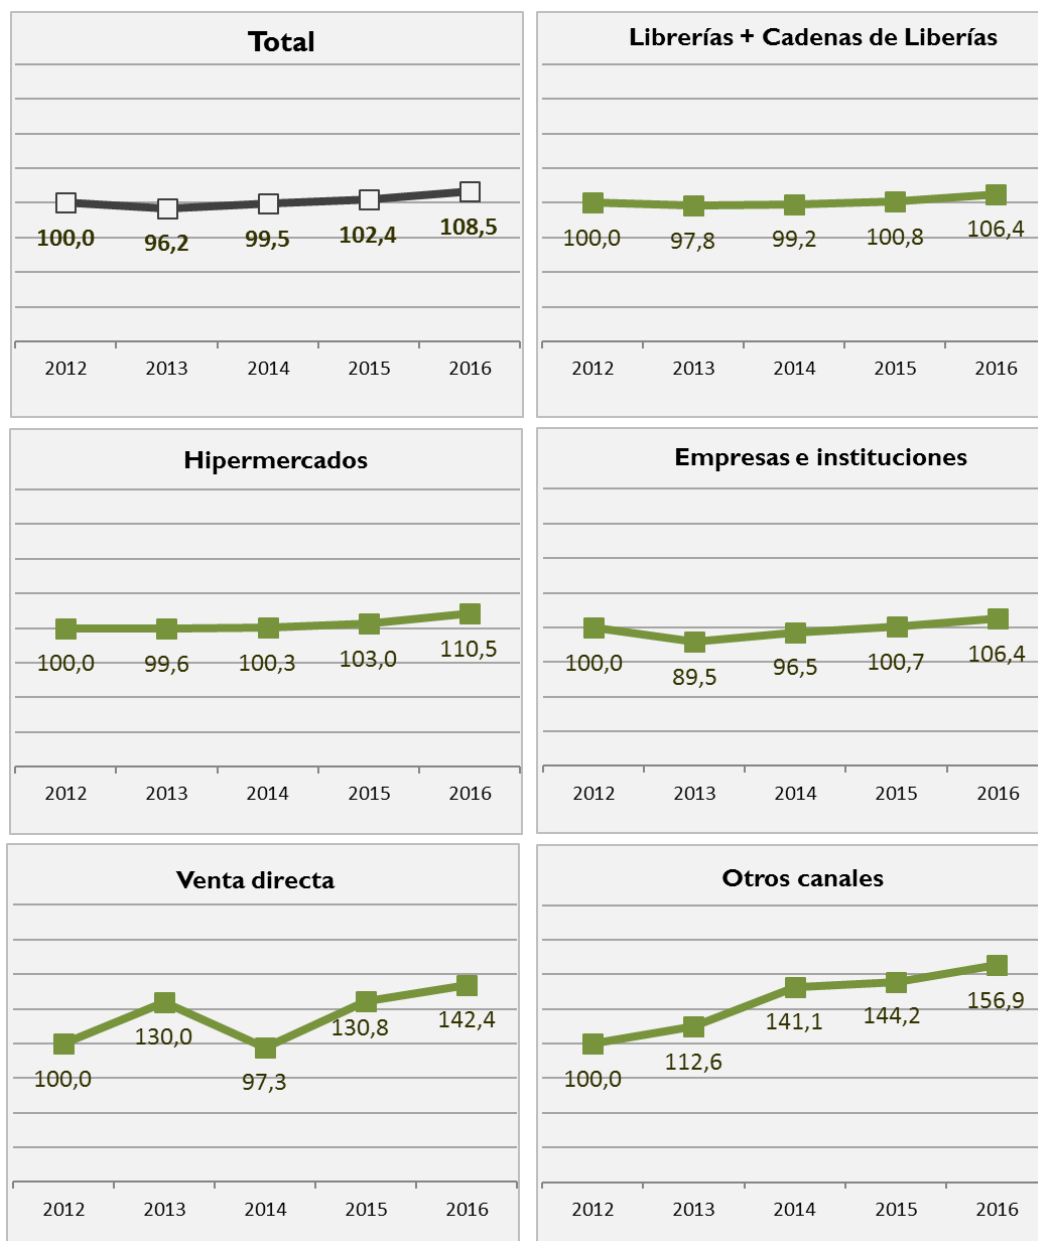 Total
100,0 96,2 99,5 102,4 108,5
2012 2013 2014 2015 2016
Librerías + Cadenas de Liberías
100,0 97,8 99,2 100,8 106,4
2012 2013 2014 2015 2016
Hipermercados
100,0 99,6 100,3 103,0 110,5
2012 2013 2014 2015 2016
Empresas e instituciones
100,0 89,5 96,5 100,7 106,4
2012 2013 2014 2015 2016
Venta directa
100,0 130,0 97,3 130,8 142,4
2012 2013 2014 2015 2016
Otros canales
100,0 112,6 141,1 144,2 156,9
2012 2013 2014 2015 2016